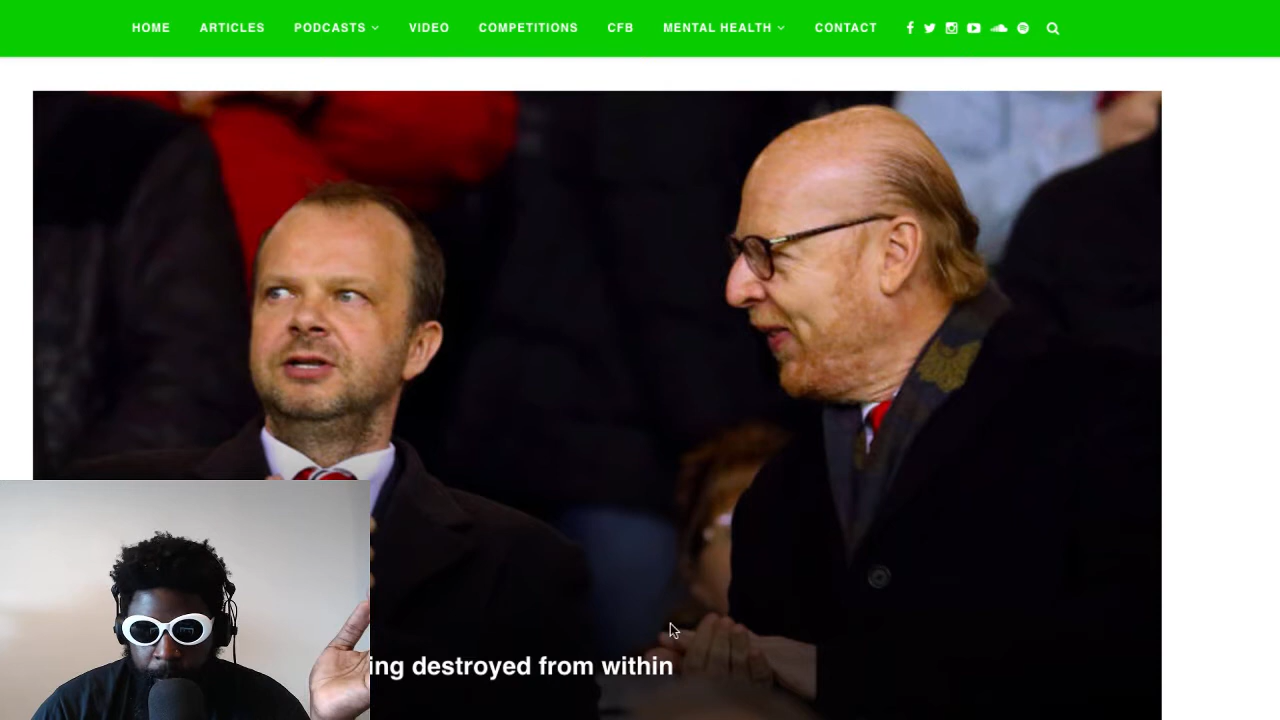 HOME ARTICLES PODCASTS VIDEO COMPETITIONS CFB MENTAL HEALTH CONTACT
ing destroyed from within